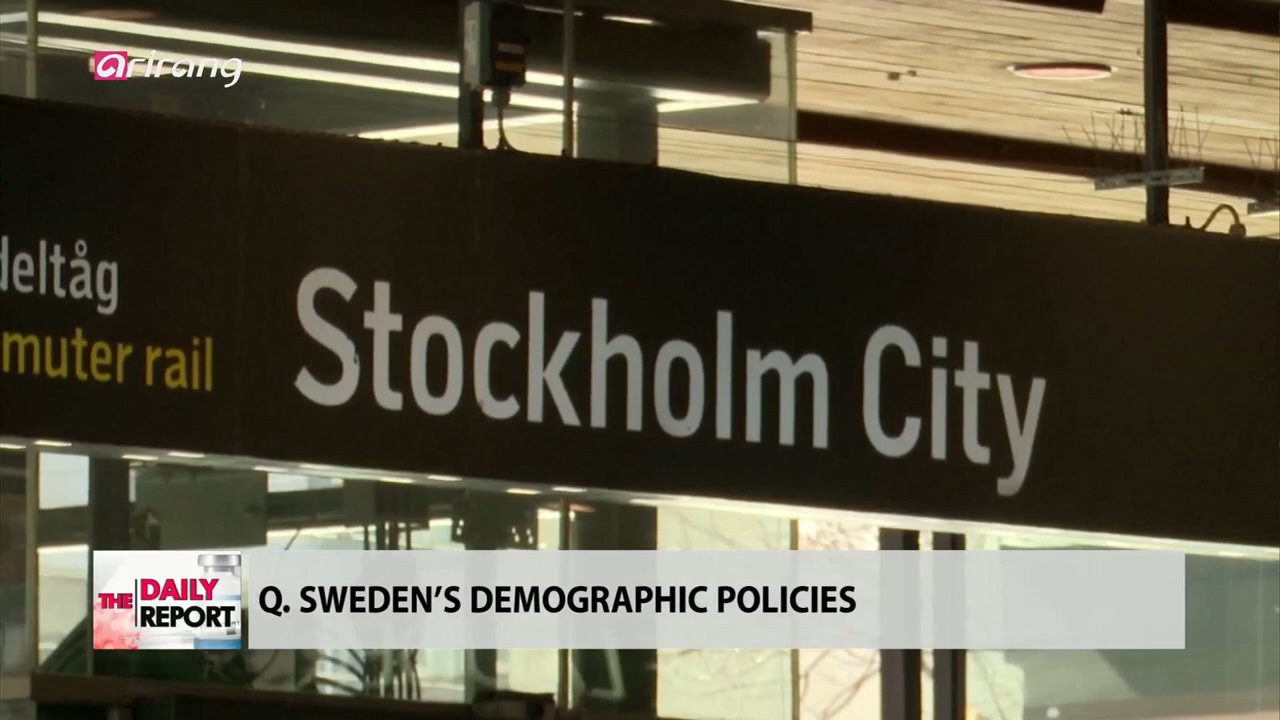 arirang
deltåg
muter rail
Stockholm City
THE DAILY REPORT
Q. SWEDEN'S DEMOGRAPHIC POLICIES